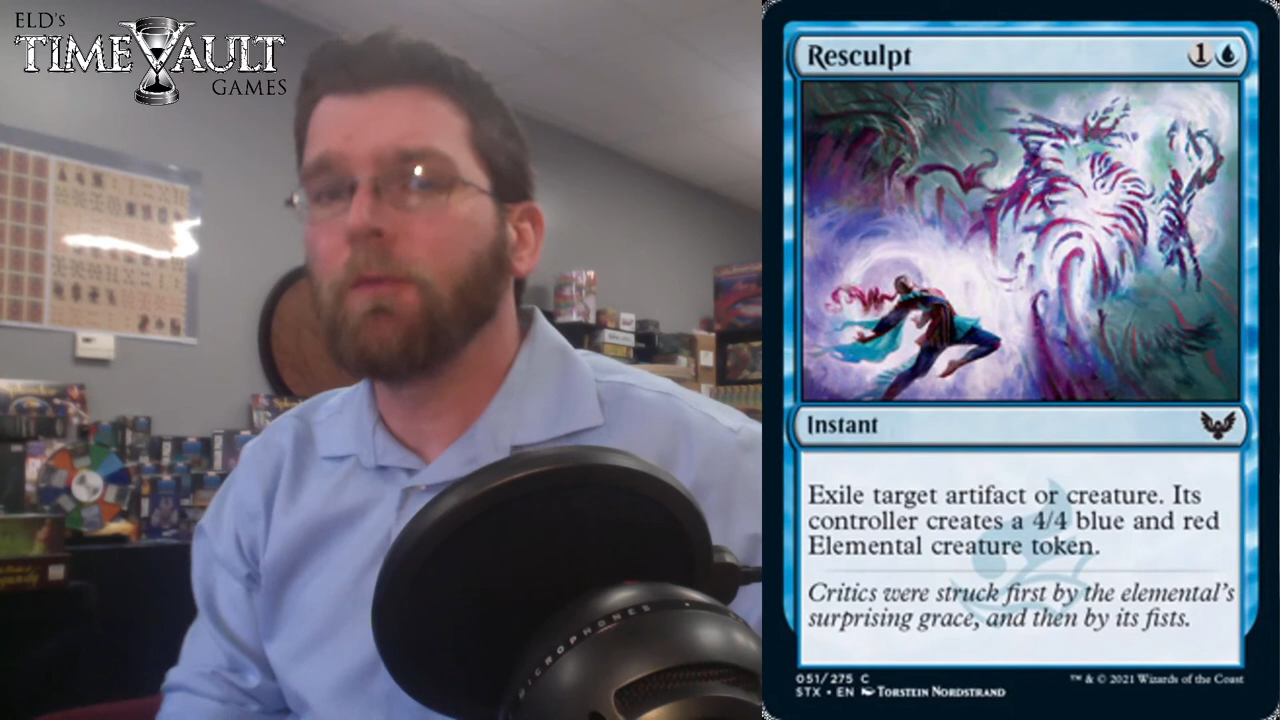 ELD'S
TIME VAULT
GAMES
Resculpt
1
Instant
Exile target artifact or creature. Its
controller creates a 4/4 blue and red
Elemental creature token.
Critics were struck first by the elemental's
surprising grace, and then by its fists.
051/275 C
STX • EN Torstein Nordstrand
™ & © 2021 Wizards of the Coast
MICROPHONES